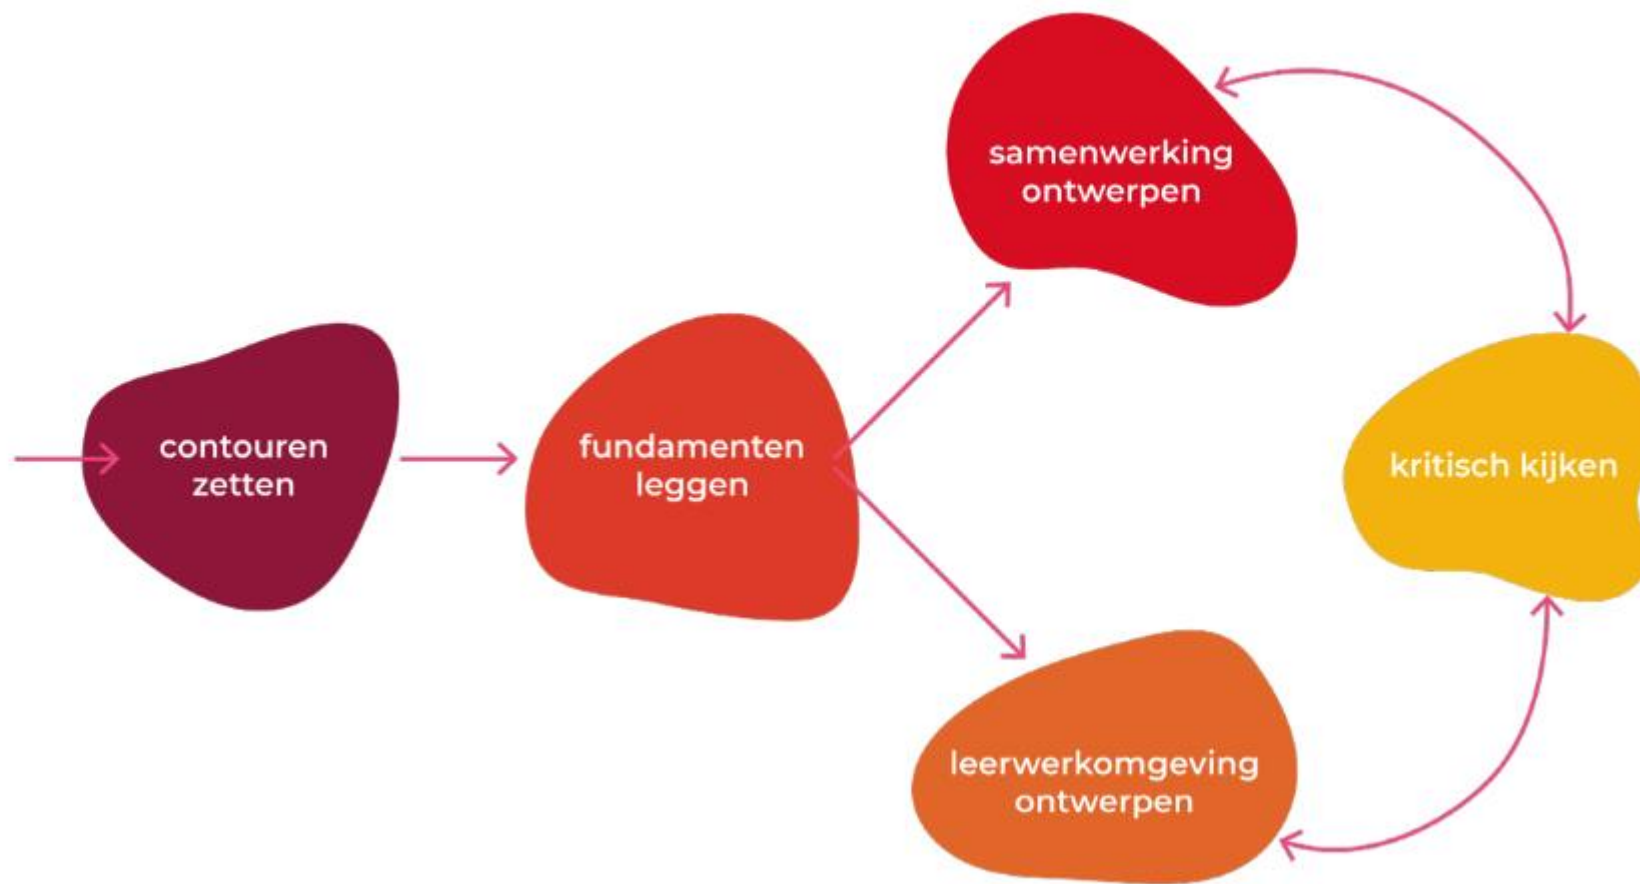 contouren
zetten
fundamenten
leggen
samenwerking
ontwerpen
leerwerkomgeving
ontwerpen
kritisch kijken